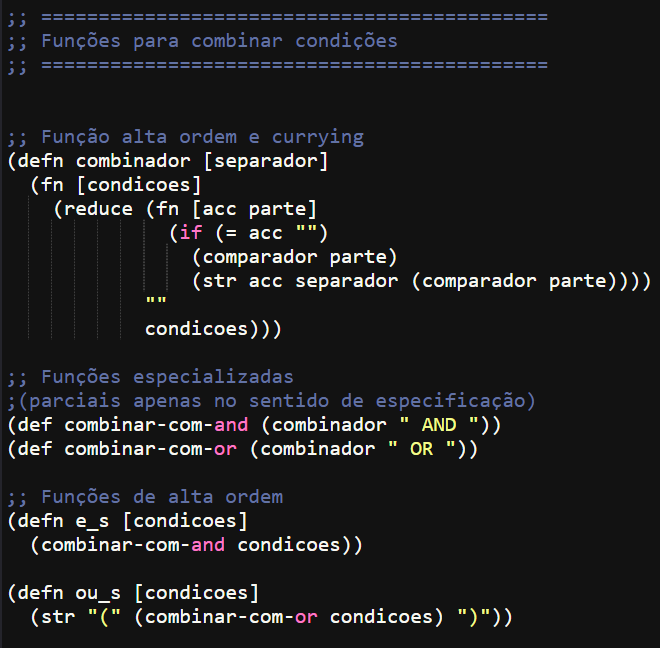 ;; ============================================
;; Funções para combinar condições
;; ============================================
;; Função alta ordem e currying
(defn combinador [separador]
  (fn [condicoes]
    (reduce (fn [acc parte]
              (if (= acc "")
                (comparador parte)
                (str acc separador (comparador parte))))
            ""
            condicoes)))
;; Funções especializadas
;(parciais apenas no sentido de especificação)
(def combinar-com-and (combinador " AND "))
(def combinar-com-or (combinador " OR "))
;; Funções de alta ordem
(defn e_s [condicoes]
  (combinar-com-and condicoes))
(defn ou_s [condicoes]
  (str "(" (combinar-com-or condicoes) ")"))